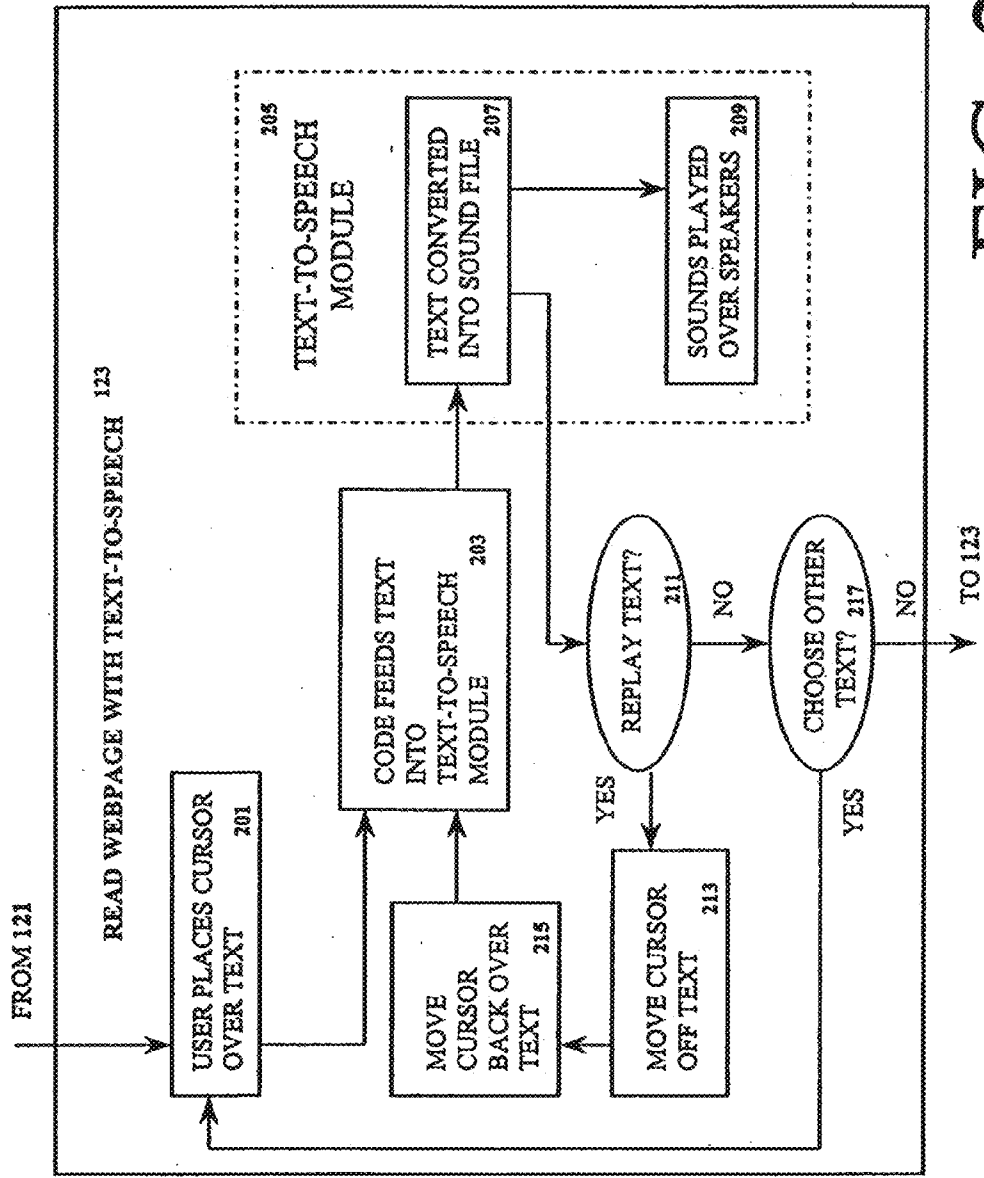 FROM 121
READ WEBPAGE WITH TEXT-TO-SPEECH 123
USER PLACES CURSOR
OVER TEXT 201
CODE FEEDS TEXT
INTO
TEXT-TO-SPEECH
MODULE 203
205
TEXT-TO-SPEECH
MODULE
TEXT CONVERTED
INTO SOUND FILE 207
SOUNDS PLAYED
OVER SPEAKERS 209
MOVE
CURSOR
BACK OVER
TEXT 215
MOVE CURSOR
OFF TEXT 213
YES
REPLAY TEXT?
211
NO
CHOOSE OTHER
TEXT? 217
YES
NO
TO 123